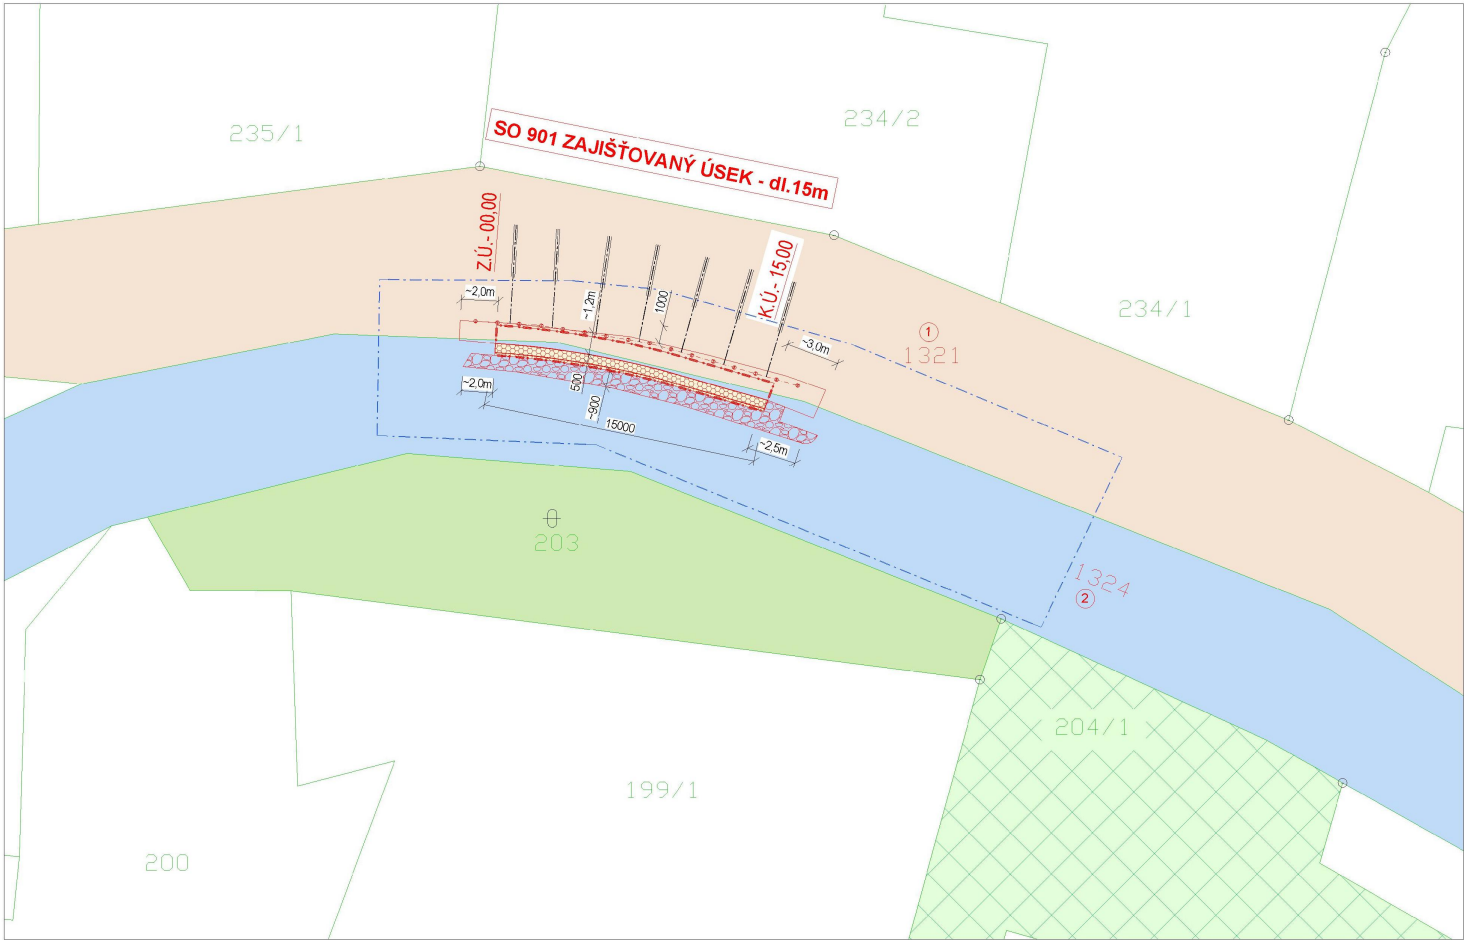 235/1
234/2
SO 901 ZAJIŠŤOVANÝ ÚSEK - dl.15m
Z.Ú.- 00,00
K.Ú.- 15,00
234/1
~2,0m
~1,2m
1000
~3,0m
1
1321
~2,0m
500
~900
15000
~2,5m
203
1324
2
204/1
199/1
200